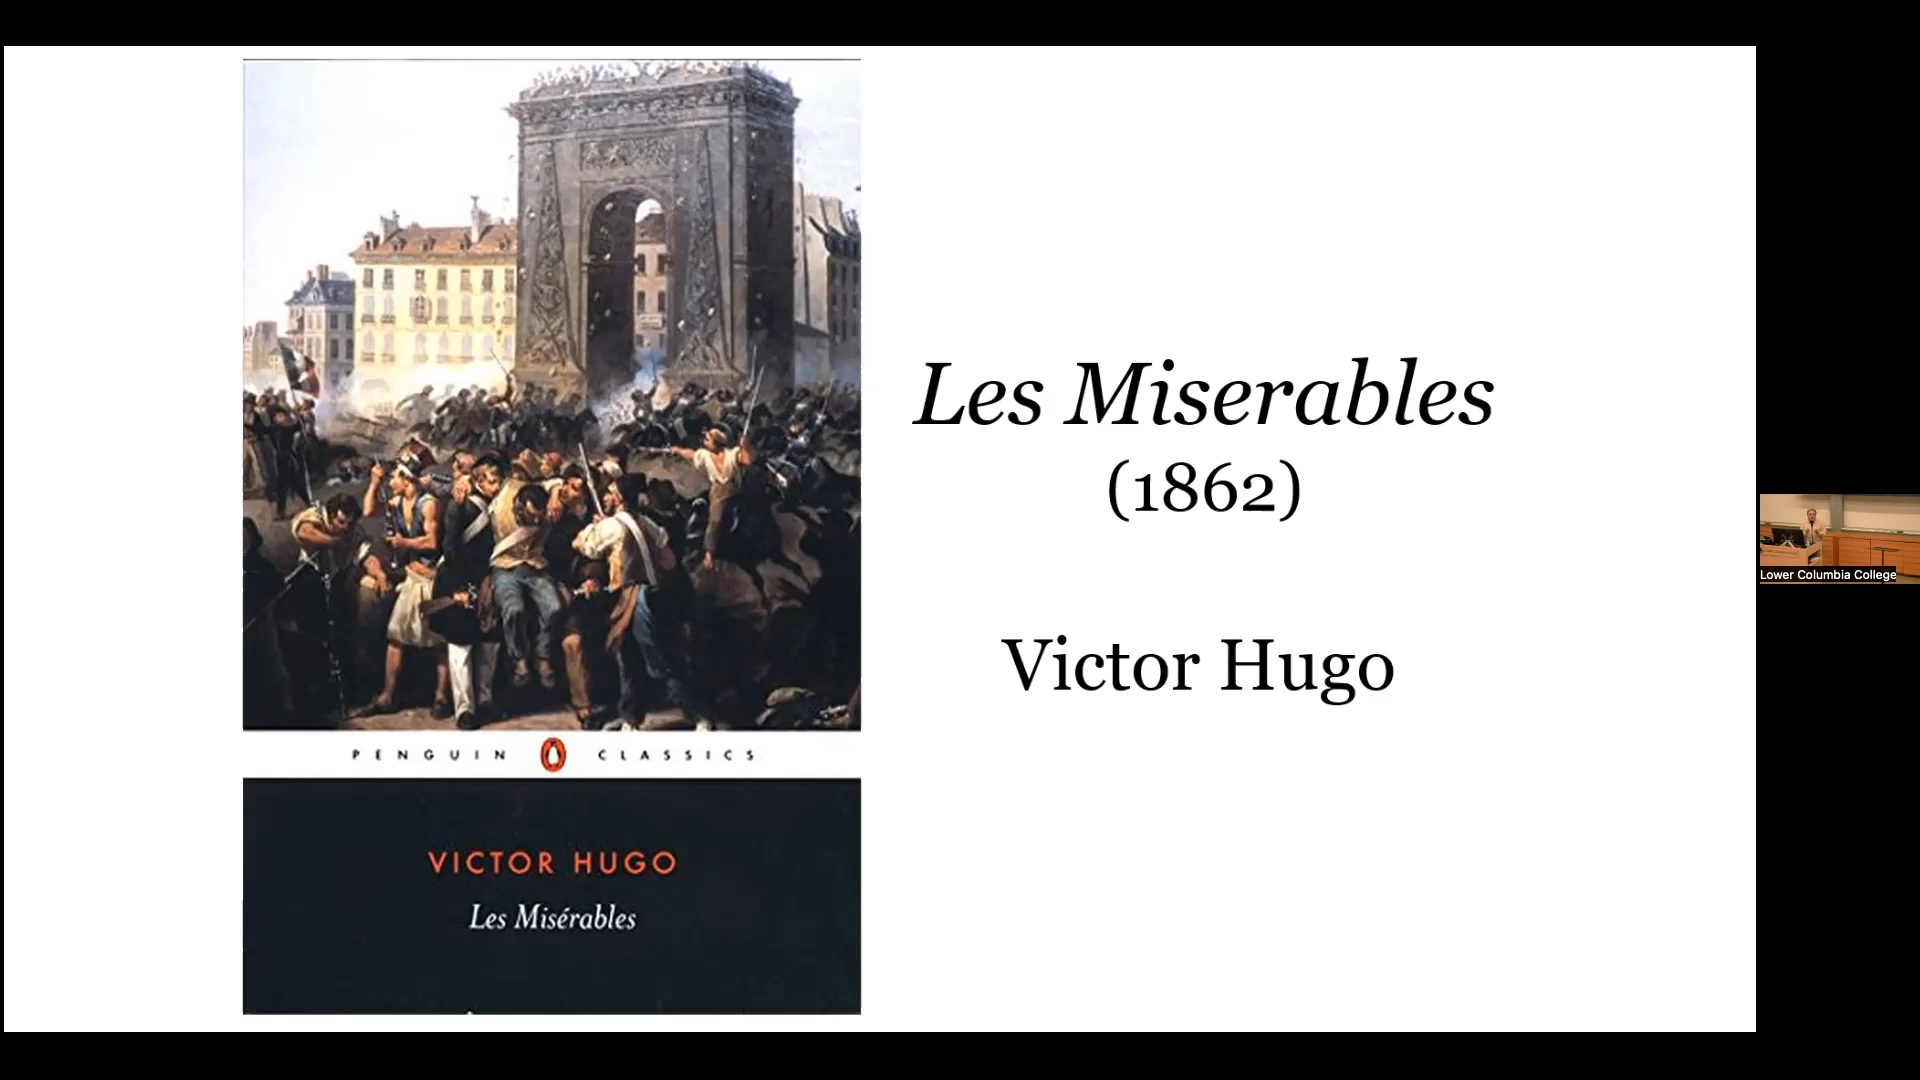 PENGUIN CLASSICS
VICTOR HUGO
Les Misérables
Les Miserables
(1862)
Victor Hugo
Lower Columbia College